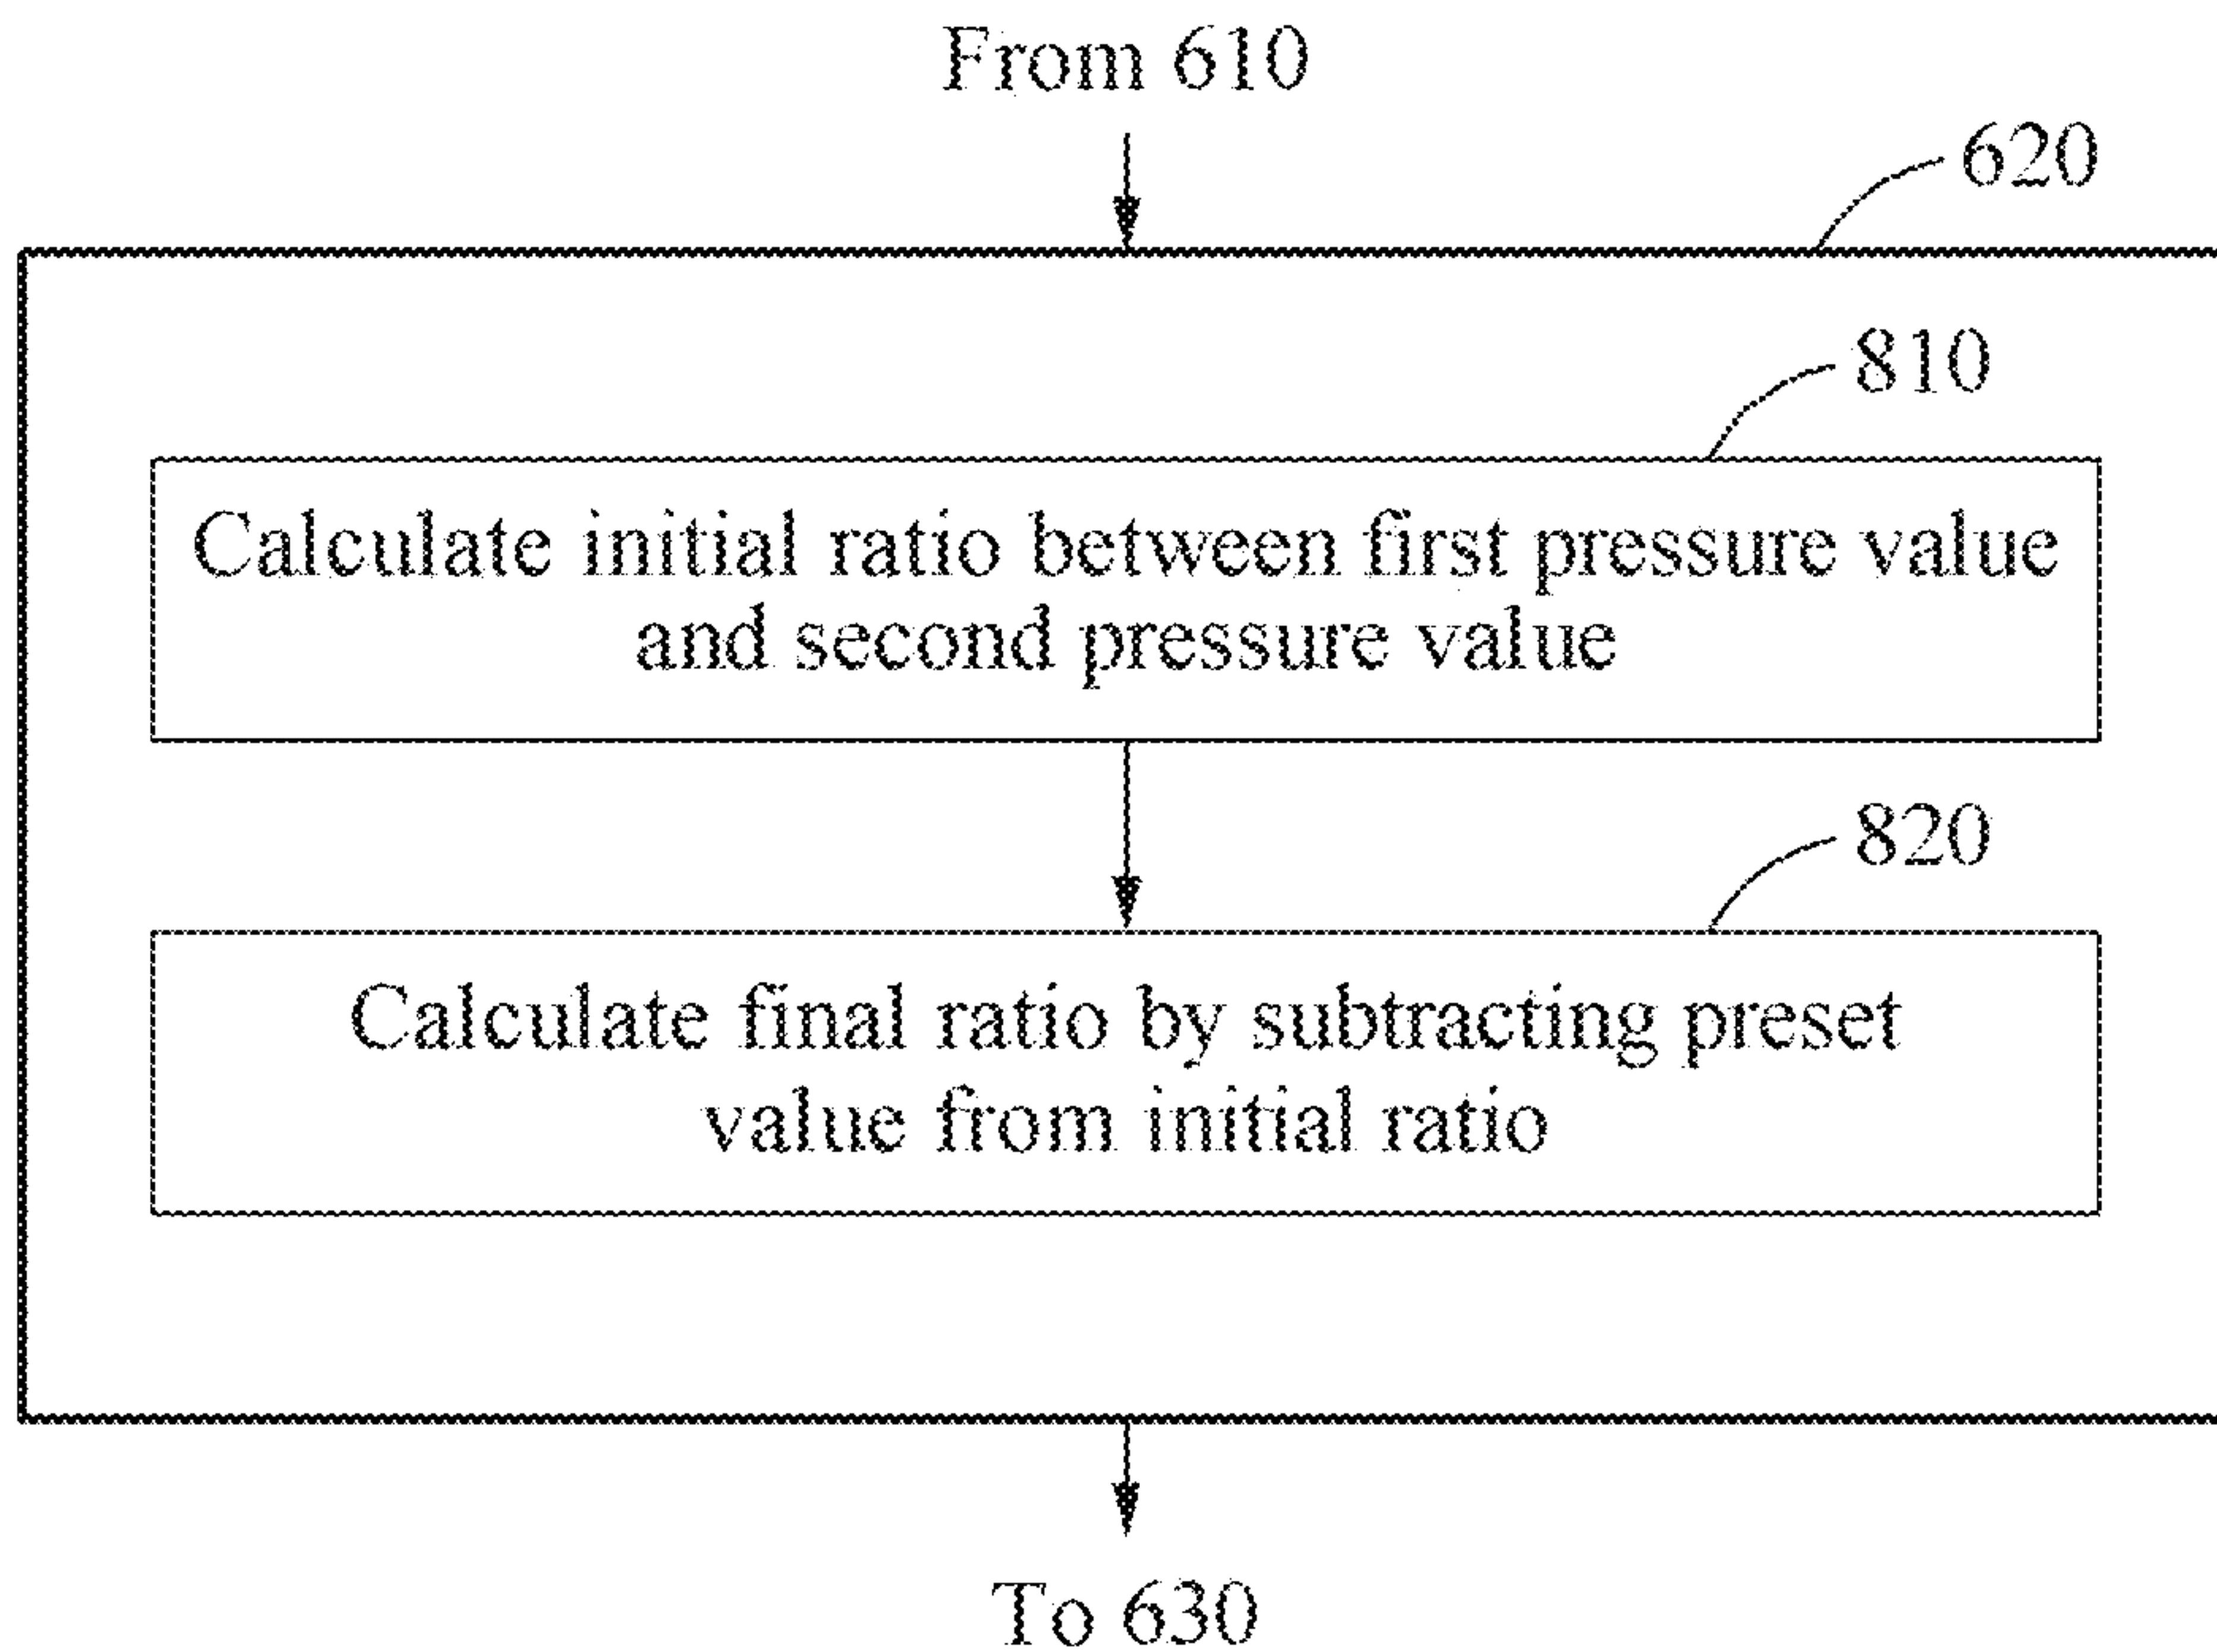 From 610
620
810
Calculate initial ratio between first pressure value
and second pressure value
820
Calculate final ratio by subtracting preset
value from initial ratio
To 630